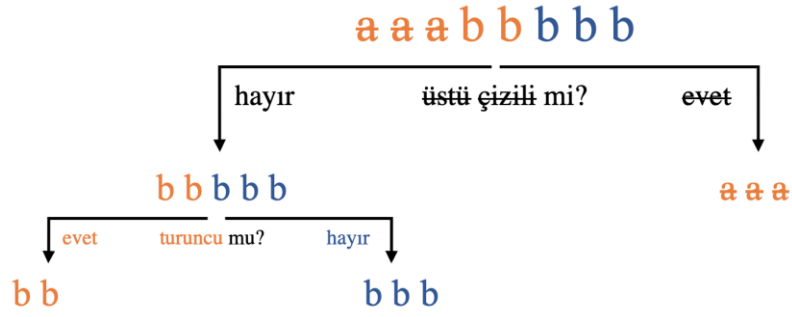 a a a b b b b b
hayır üstü çizili mi? evet
b b b b b a a a
evet turuncu mu? hayır
b b b b b